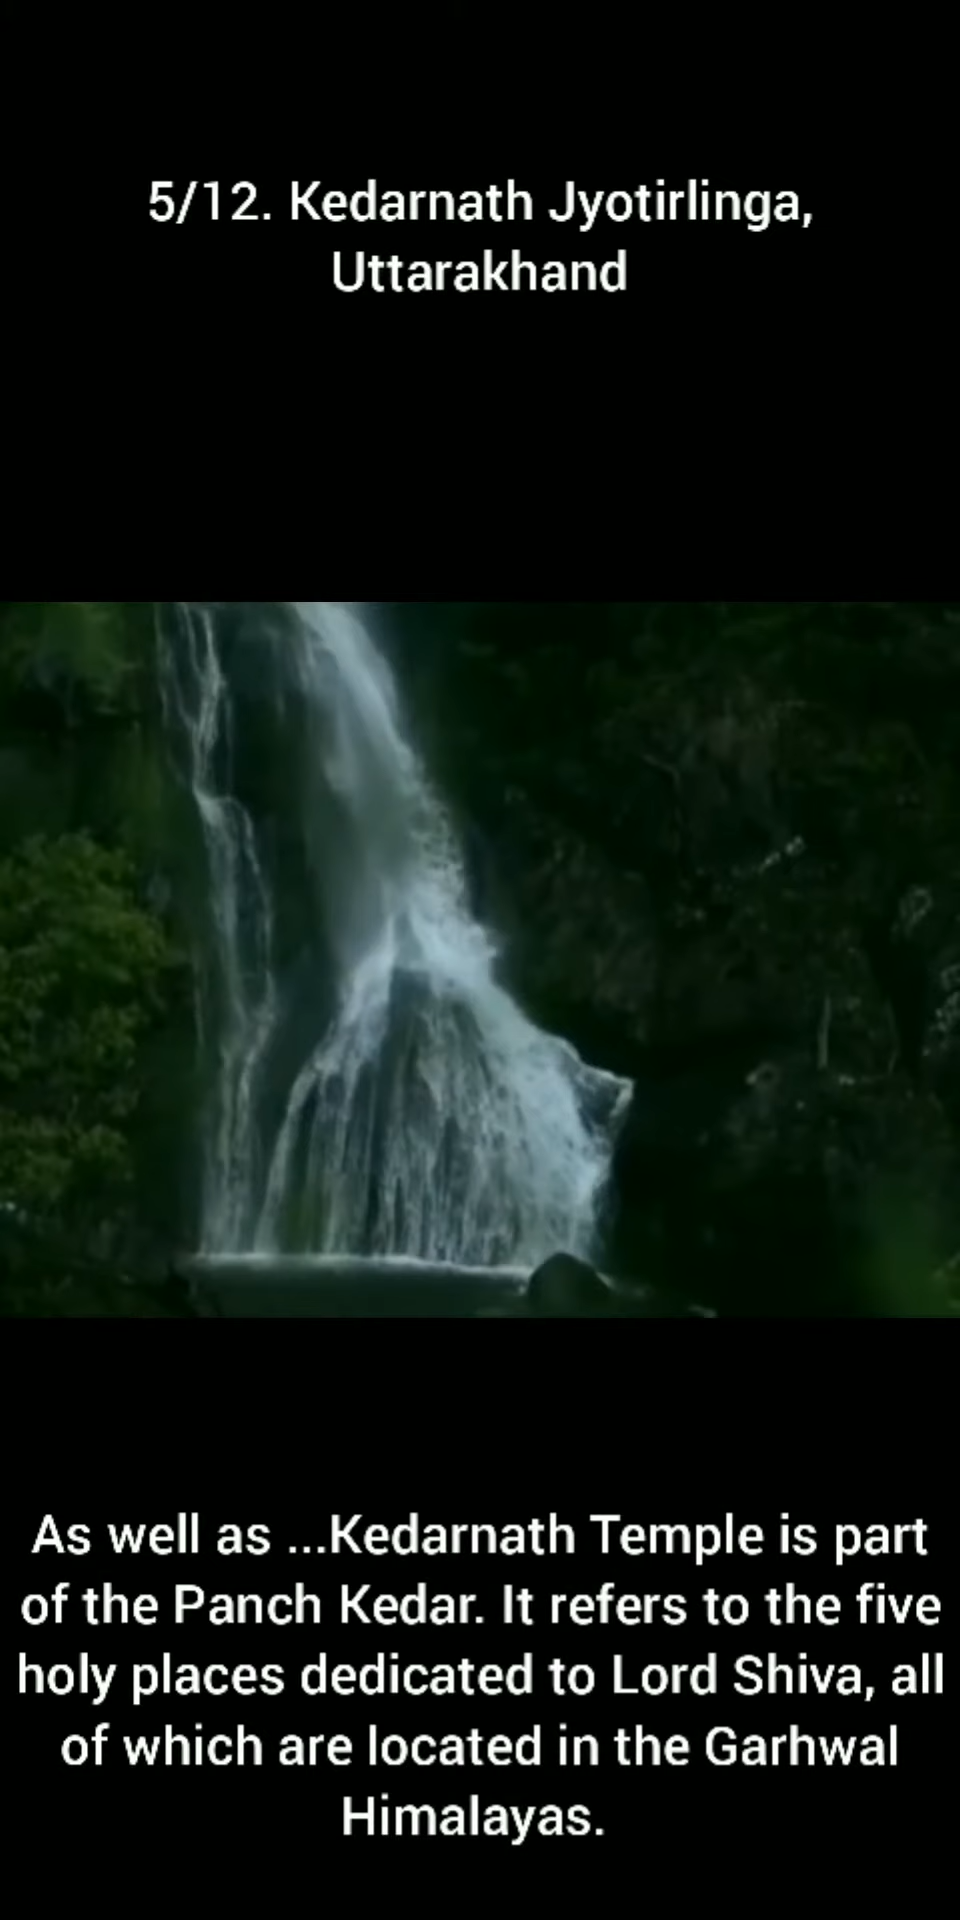 5/12. Kedarnath Jyotirlinga,
Uttarakhand
As well as ...Kedarnath Temple is part
of the Panch Kedar. It refers to the five
holy places dedicated to Lord Shiva, all
of which are located in the Garhwal
Himalayas.